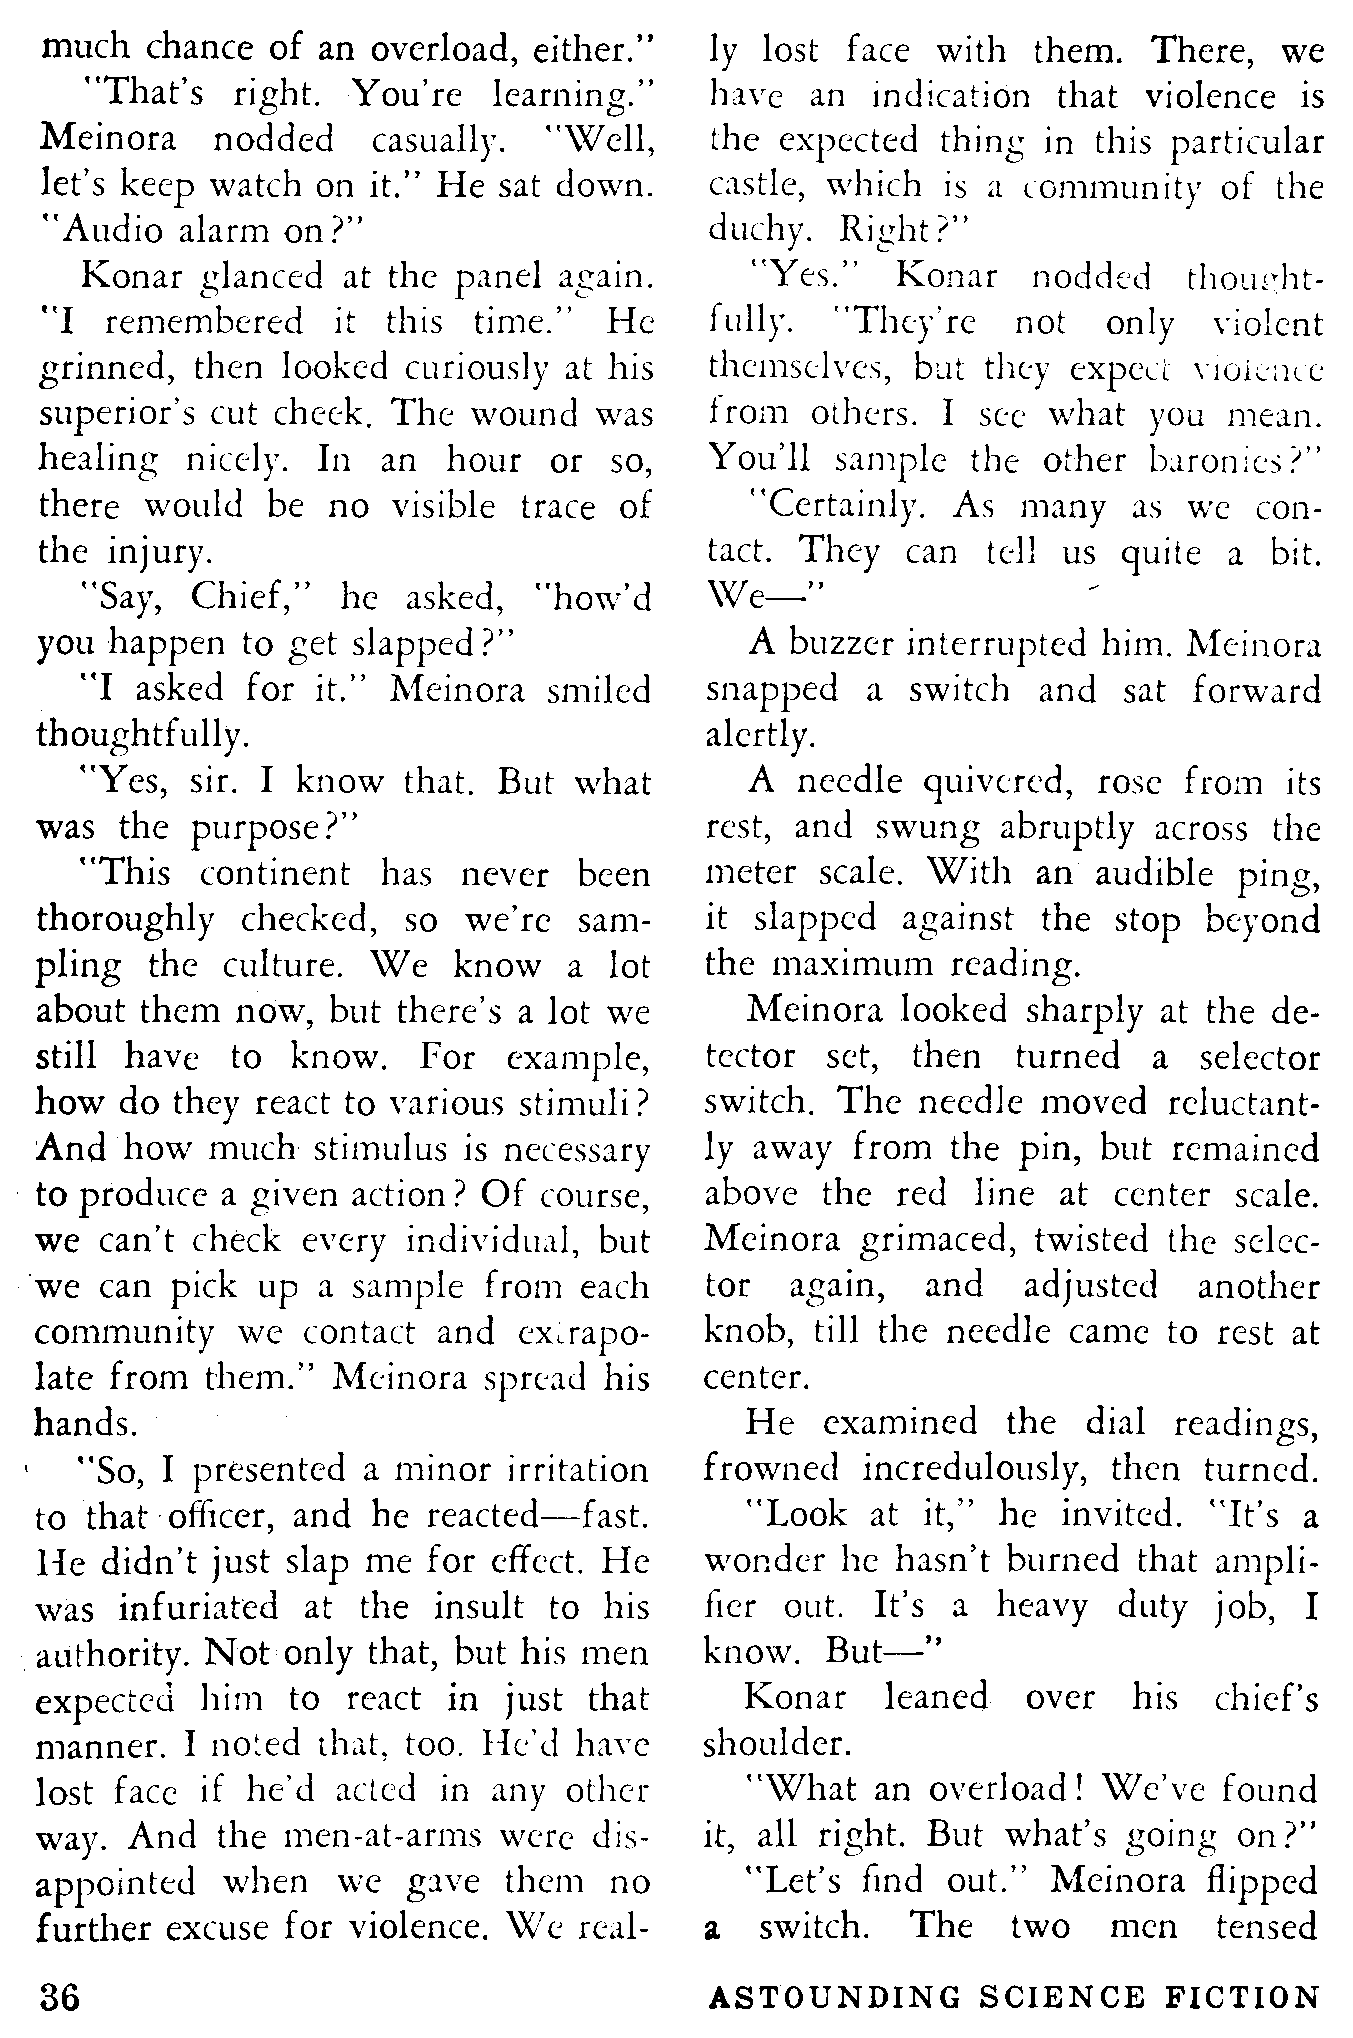 much chance of an overload, either."
"That's right. You're learning."
Meinora nodded casually. "Well,
let's keep watch on it." He sat down.
"Audio alarm on?"
Konar glanced at the panel again.
"I remembered it this time." He
grinned, then looked curiously at his
superior's cut cheek. The wound was
healing nicely. In an hour or so,
there would be no visible trace of
the injury.
"Say, Chief," he asked, "how'd
you happen to get slapped?"
"I asked for it." Meinora smiled
thoughtfully.
"Yes, sir. I know that. But what
was the purpose?"
"This continent has never been
thoroughly checked, so we're sam-
pling the culture. We know a lot
about them now, but there's a lot we
still have to know. For example,
how do they react to various stimuli?
And how much stimulus is necessary
to produce a given action? Of course,
we can't check every individual, but
we can pick up a sample from each
community we contact and extrapo-
late from them." Meinora spread his
hands.
"So, I presented a minor irritation
to that officer, and he reacted—fast.
He didn't just slap me for effect. He
was infuriated at the insult to his
authority. Not only that, but his men
expected him to react in just that
manner. I noted that, too. He'd have
lost face if he'd acted in any other
way. And the men-at-arms were dis-
appointed when we gave them no
further excuse for violence. We real-
ly lost face with them. There, we
have an indication that violence is
the expected thing in this particular
castle, which is a community of the
duchy. Right?"
"Yes." Konar nodded thought-
fully. "They're not only violent
themselves, but they expect violence
from others. I see what you mean.
You'll sample the other baronies?"
"Certainly. As many as we con-
tact. They can tell us quite a bit.
We—"
A buzzer interrupted him. Meinora
snapped a switch and sat forward
alertly.
A needle quivered, rose from its
rest, and swung abruptly across the
meter scale. With an audible ping,
it slapped against the stop beyond
the maximum reading.
Meinora looked sharply at the de-
tector set, then turned a selector
switch. The needle moved reluctant-
ly away from the pin, but remained
above the red line at center scale.
Meinora grimaced, twisted the selec-
tor again, and adjusted another
knob, till the needle came to rest at
center.
He examined the dial readings,
frowned incredulously, then turned.
"Look at it," he invited. "It's a
wonder he hasn't burned that ampli-
fier out. It's a heavy duty job, I
know. But—"
Konar leaned over his chief's
shoulder.
"What an overload! We've found
it, all right. But what's going on?"
"Let's find out." Meinora flipped
a switch. The two men tensed
36
ASTOUNDING SCIENCE FICTION